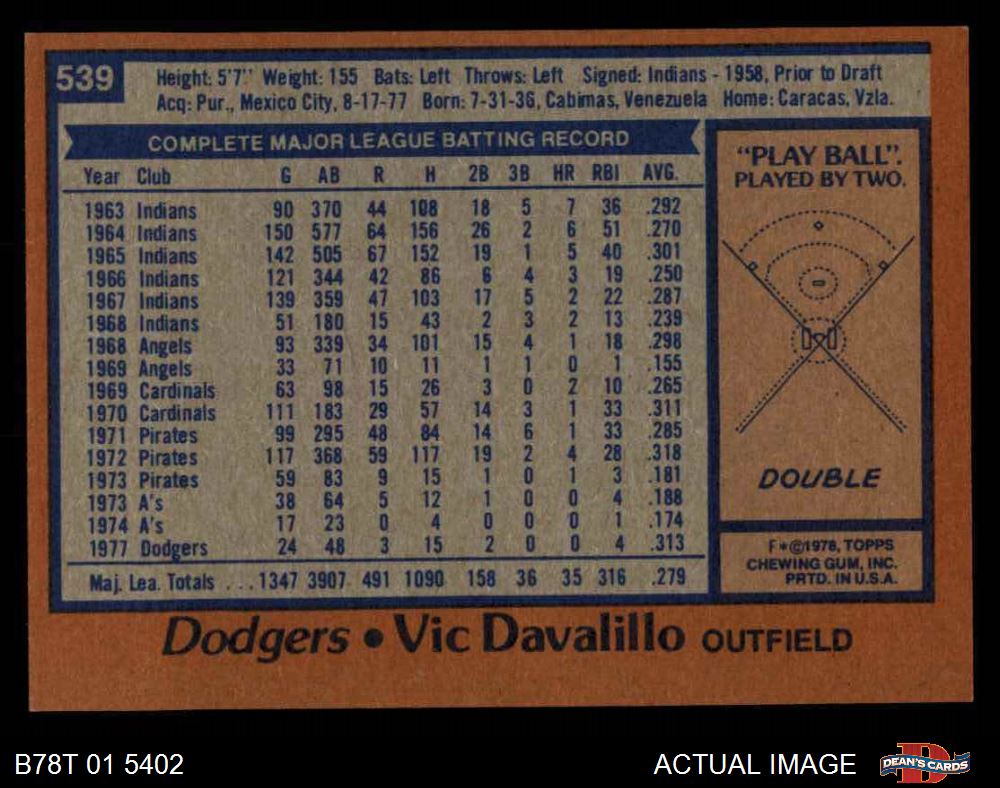 539
Height: 5'7" Weight: 155 Bats: Left Throws: Left Signed: Indians - 1958, Prior to Draft
Acq: Pur., Mexico City, 8-17-77 Born: 7-31-36, Cabimas, Venezuela Home: Caracas, Vzla.
COMPLETE MAJOR LEAGUE BATTING RECORD
Year Club G AB R H 2B 3B HR RBI AVG.
1963 Indians 90 370 44 108 18 5 7 36 .292
1964 Indians 150 577 64 156 26 2 6 51 .270
1965 Indians 142 505 67 152 19 1 5 40 .301
1966 Indians 121 344 42 86 6 4 3 19 .250
1967 Indians 139 359 47 103 17 5 2 22 .287
1968 Indians 51 180 15 43 2 3 2 13 .239
1968 Angels 93 339 34 101 15 4 1 18 .298
1969 Angels 33 71 10 11 1 1 0 1 .155
1969 Cardinals 63 98 15 26 3 0 2 10 .265
1970 Cardinals 111 183 29 57 14 3 1 33 .311
1971 Pirates 99 295 48 84 14 6 1 33 .285
1972 Pirates 117 368 59 117 19 2 4 28 .318
1973 Pirates 59 83 9 15 1 0 1 3 .181
1973 A's 38 64 5 12 1 0 0 4 .188
1974 A's 17 23 0 4 0 0 0 1 .174
1977 Dodgers 24 48 3 15 2 0 0 4 .313
Maj. Lea. Totals ... 1347 3907 491 1090 158 36 35 316 .279
"PLAY BALL".
PLAYED BY TWO.
DOUBLE
F*©1978, TOPPS
CHEWING GUM, INC.
PRTD. IN U.S.A.
Dodgers • Vic Davalillo OUTFIELD
B78T 01 5402
ACTUAL IMAGE
D
DEAN'S CARDS